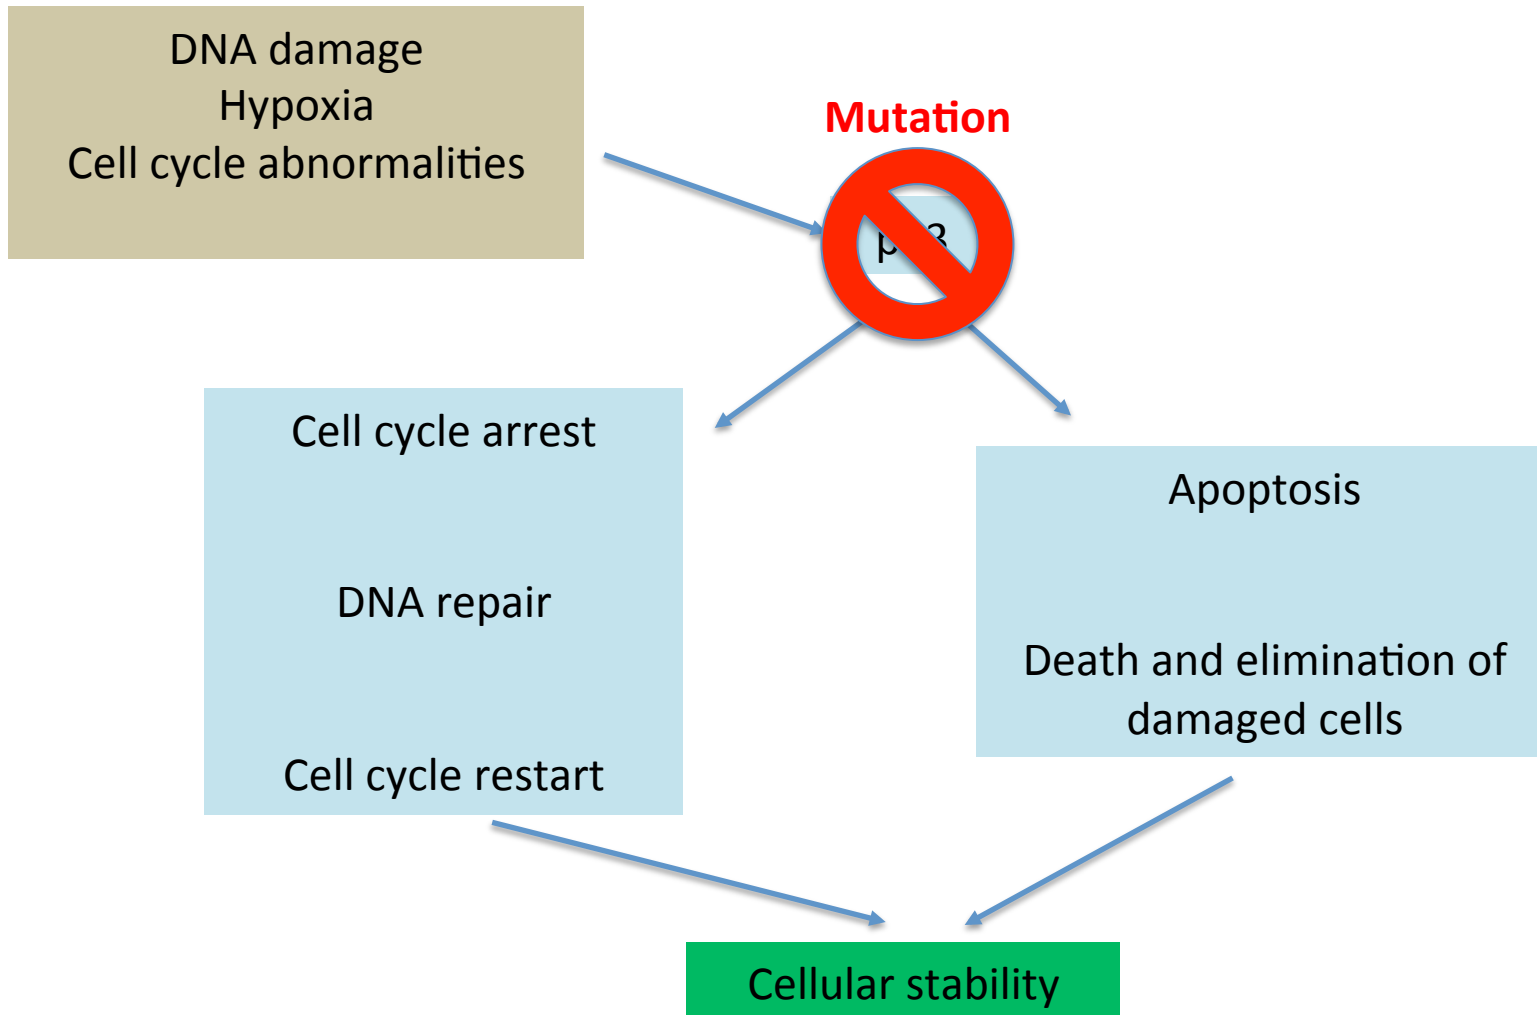 DNA damage
Hypoxia
Cell cycle abnormalities
Mutation
Cell cycle arrest
DNA repair
Cell cycle restart
Apoptosis
Death and elimination of
damaged cells
Cellular stability